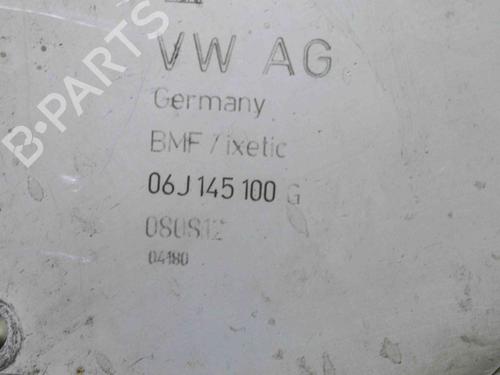 B-PARTS
VW AG
Germany
BMF / ixetic
06J 145 100 G
080812
04180